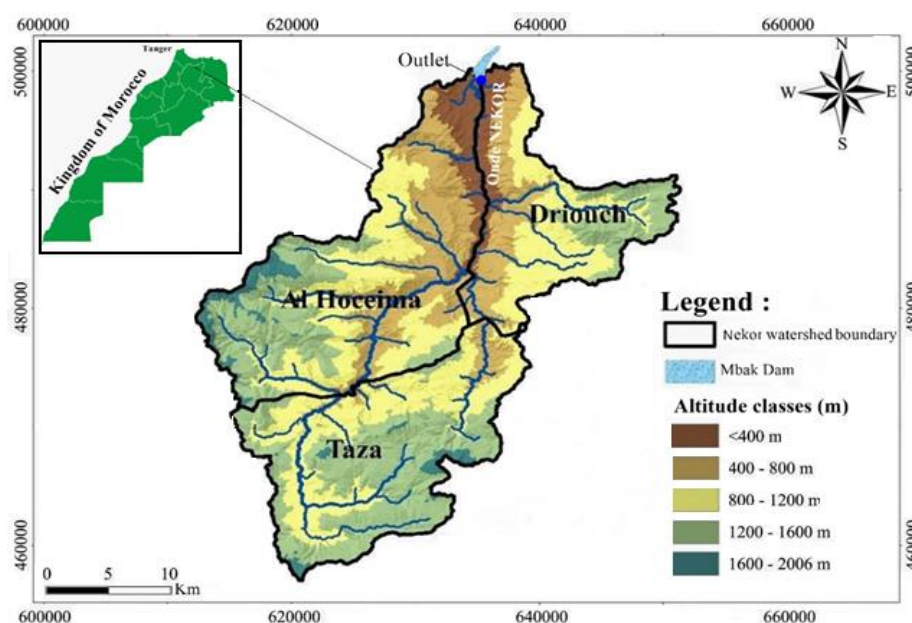 600000 620000 640000 660000
Tanger
Kingdom of Morocco
Outlet
N
W E
S
500000 500000
Onde NEKOR
Driouch
Al Hoceima
480000 480000
Taza
460000 460000
Legend :
Nekor watershed boundary
Mbak Dam
Altitude classes (m)
<400 m
400 - 800 m
800 - 1200 m
1200 - 1600 m
1600 - 2006 m
0 5 10
Km
600000 620000 640000 660000